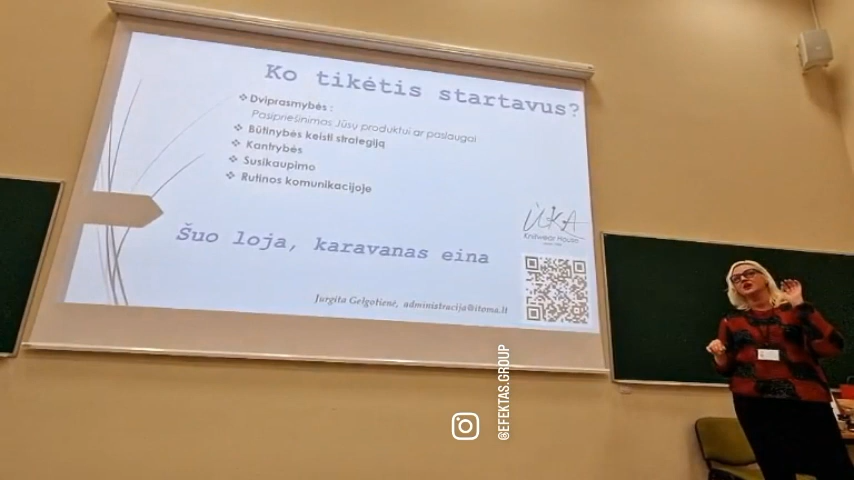 Ko tikėtis startavus?
❖ Dviprasmybės :
Pasipriešinimas Jūsų produktui ar paslaugai
❖ Būtinybės keisti strategiją
❖ Kantrybės
❖ Susikaupimo
❖ Rutinos komunikacijoje
Šuo loja, karavanas eina
Knitwear House
Jurgita Gelgotienė, administracija@itoma.lt
@EFEKTAS.GROUP